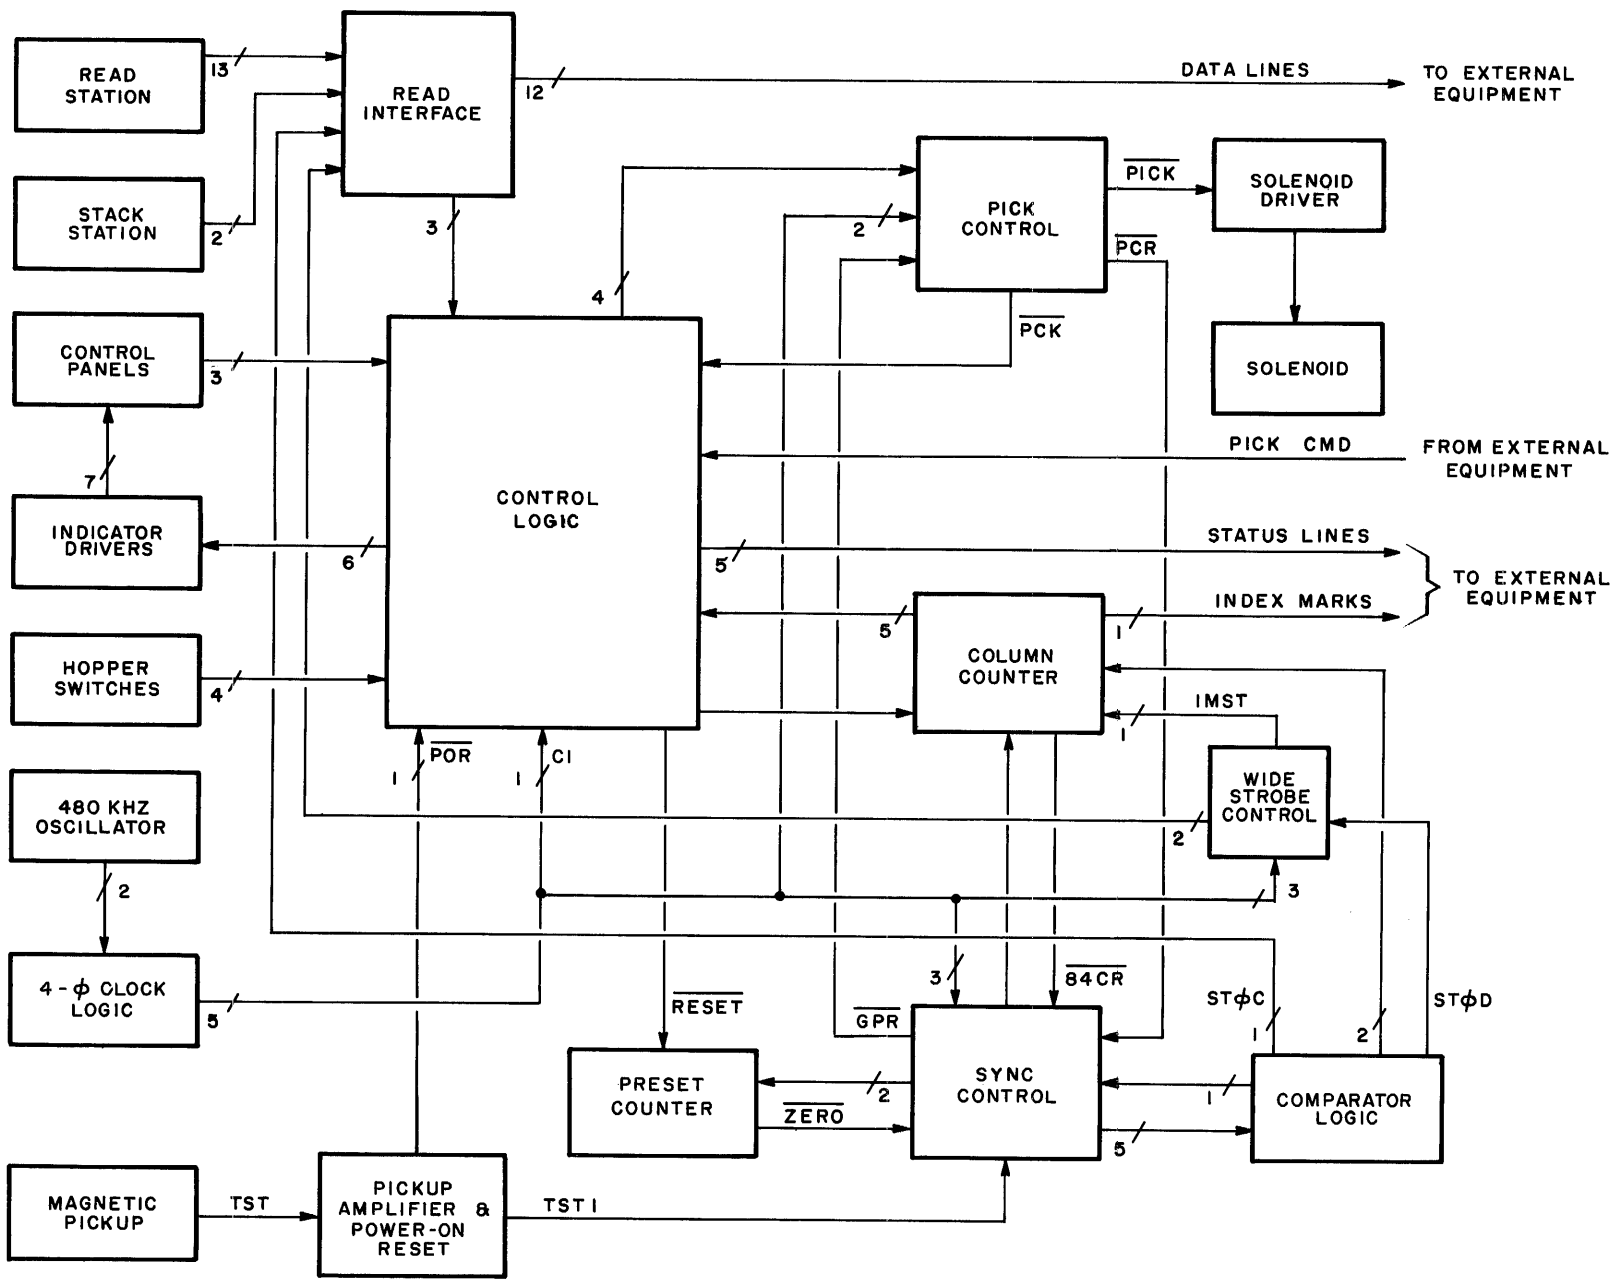 READ
STATION
13
READ
INTERFACE
12
DATA LINES
TO EXTERNAL
EQUIPMENT
STACK
STATION
2
3
4
2
PICK
CONTROL
PICK
PCR
PCK
SOLENOID
DRIVER
SOLENOID
CONTROL
PANELS
3
7
INDICATOR
DRIVERS
6
CONTROL
LOGIC
PICK CMD
FROM EXTERNAL
EQUIPMENT
5
STATUS LINES
INDEX MARKS
TO EXTERNAL
EQUIPMENT
5
1
COLUMN
COUNTER
HOPPER
SWITCHES
4
IMST
1
POR
1
C1
1
WIDE
STROBE
CONTROL
2
3
480 KHZ
OSCILLATOR
2
4-ϕ CLOCK
LOGIC
5
3
84CR
RESET
GPR
STϕC
1
2
STϕD
PRESET
COUNTER
2
ZERO
SYNC
CONTROL
1
5
COMPARATOR
LOGIC
MAGNETIC
PICKUP
TST
PICKUP
AMPLIFIER &
POWER-ON
RESET
TST1